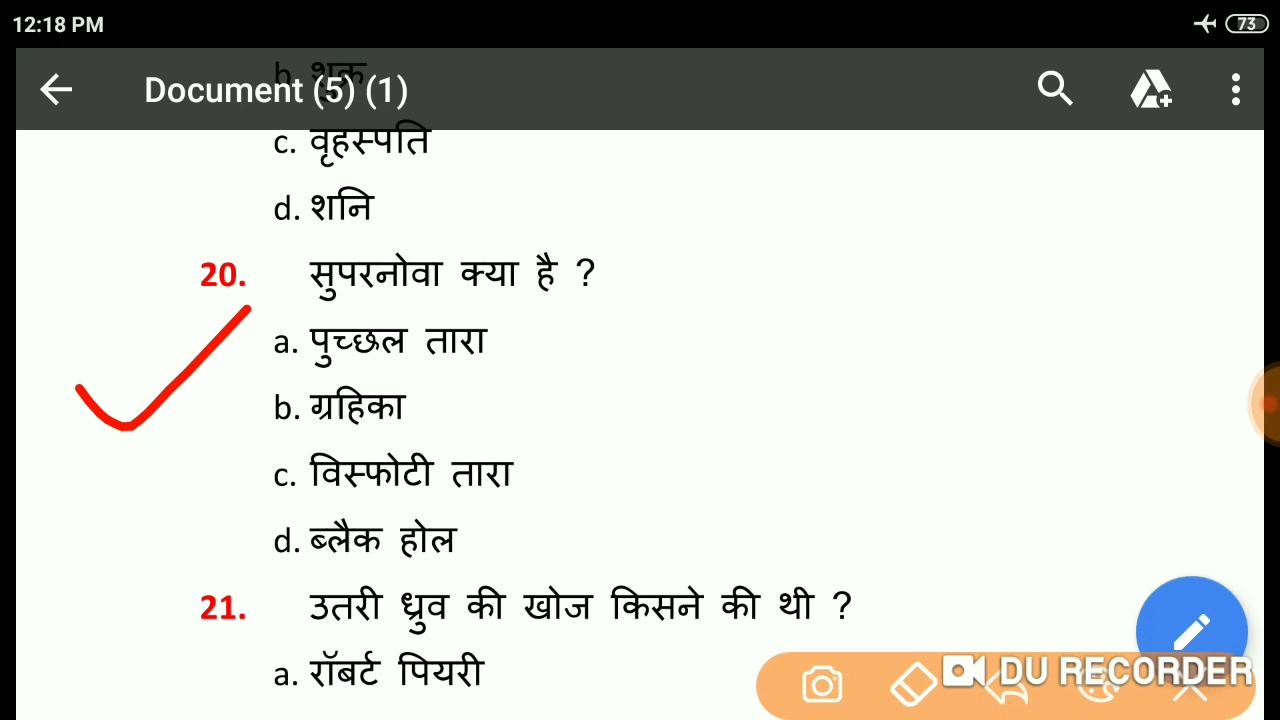 12:18 PM
73
b. शुक्र
Document (5) (1)
c. वृहस्पति
d. शनि
20. सुपरनोवा क्या है ?
a. पुच्छल तारा
b. ग्रहिका
c. विस्फोटी तारा
d. ब्लैक होल
21. उतरी ध्रुव की खोज किसने की थी ?
a. रॉबर्ट पियरी
DU RECORDER